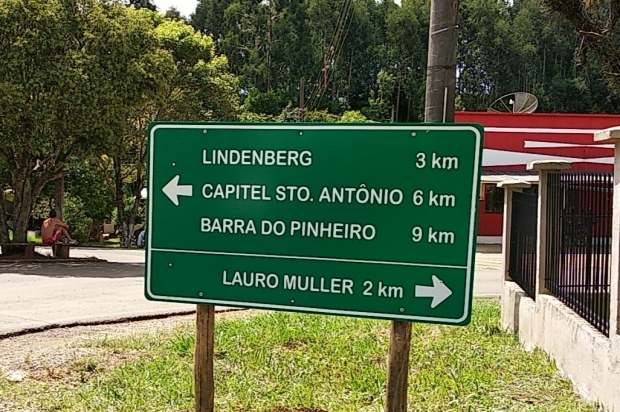 LINDENBERG 3 km
CAPITEL STO. ANTÔNIO 6 km
BARRA DO PINHEIRO 9 km
LAURO MULLER 2 km